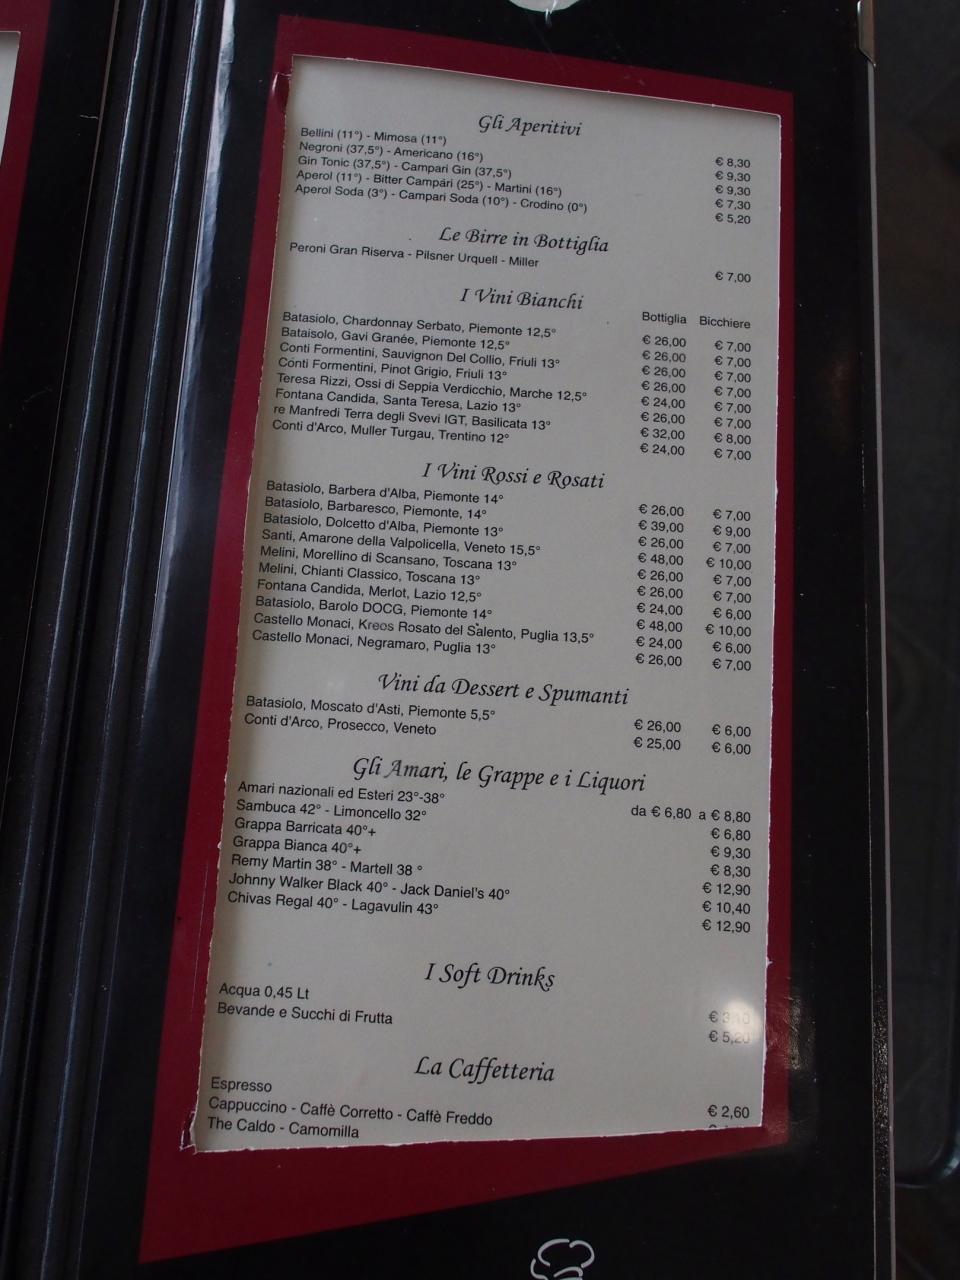 Gli Aperitivi
Bellini (11°) - Mimosa (11°) € 8,30
Negroni (37,5°) - Americano (16°) € 9,30
Gin Tonic (37,5°) - Campari Gin (37,5°) € 9,30
Aperol (11°) - Bitter Campari (25°) - Martini (16°) € 7,30
Aperol Soda (3°) - Campari Soda (10°) - Crodino (0°) € 5,20
Le Birre in Bottiglia
Peroni Gran Riserva - Pilsner Urquell - Miller € 7,00
I Vini Bianchi
Bottiglia Bicchiere
Batasiolo, Chardonnay Serbato, Piemonte 12,5° € 26,00 € 7,00
Bataisolo, Gavi Granée, Piemonte 12,5° € 26,00 € 7,00
Conti Formentini, Sauvignon Del Collio, Friuli 13° € 26,00 € 7,00
Conti Formentini, Pinot Grigio, Friuli 13° € 26,00 € 7,00
Teresa Rizzi, Ossi di Seppia Verdicchio, Marche 12,5° € 24,00 € 7,00
Fontana Candida, Santa Teresa, Lazio 13° € 26,00 € 7,00
re Manfredi Terra degli Svevi IGT, Basilicata 13° € 32,00 € 8,00
Conti d'Arco, Muller Turgau, Trentino 12° € 24,00 € 7,00
I Vini Rossi e Rosati
Batasiolo, Barbera d'Alba, Piemonte 14° € 26,00 € 7,00
Batasiolo, Barbaresco, Piemonte, 14° € 39,00 € 9,00
Batasiolo, Dolcetto d'Alba, Piemonte 13° € 26,00 € 7,00
Santi, Amarone della Valpolicella, Veneto 15,5° € 48,00 € 10,00
Melini, Morellino di Scansano, Toscana 13° € 26,00 € 7,00
Melini, Chianti Classico, Toscana 13° € 26,00 € 7,00
Fontana Candida, Merlot, Lazio 12,5° € 24,00 € 6,00
Batasiolo, Barolo DOCG, Piemonte 14° € 48,00 € 10,00
Castello Monaci, Kreos Rosato del Salento, Puglia 13,5° € 24,00 € 6,00
Castello Monaci, Negramaro, Puglia 13° € 26,00 € 7,00
Vini da Dessert e Spumanti
Batasiolo, Moscato d'Asti, Piemonte 5,5° € 26,00 € 6,00
Conti d'Arco, Prosecco, Veneto € 25,00 € 6,00
Gli Amari, le Grappe e i Liquori
Amari nazionali ed Esteri 23°-38° da € 6,80 a € 8,80
Sambuca 42° - Limoncello 32° € 6,80
Grappa Barricata 40°+ € 9,30
Grappa Bianca 40°+ € 8,30
Remy Martin 38° - Martell 38 ° € 12,90
Johnny Walker Black 40° - Jack Daniel's 40° € 10,40
Chivas Regal 40° - Lagavulin 43° € 12,90
I Soft Drinks
Acqua 0,45 Lt € 3,10
Bevande e Succhi di Frutta € 5,20
La Caffetteria
Espresso € 2,60
Cappuccino - Caffè Corretto - Caffè Freddo
The Caldo - Camomilla